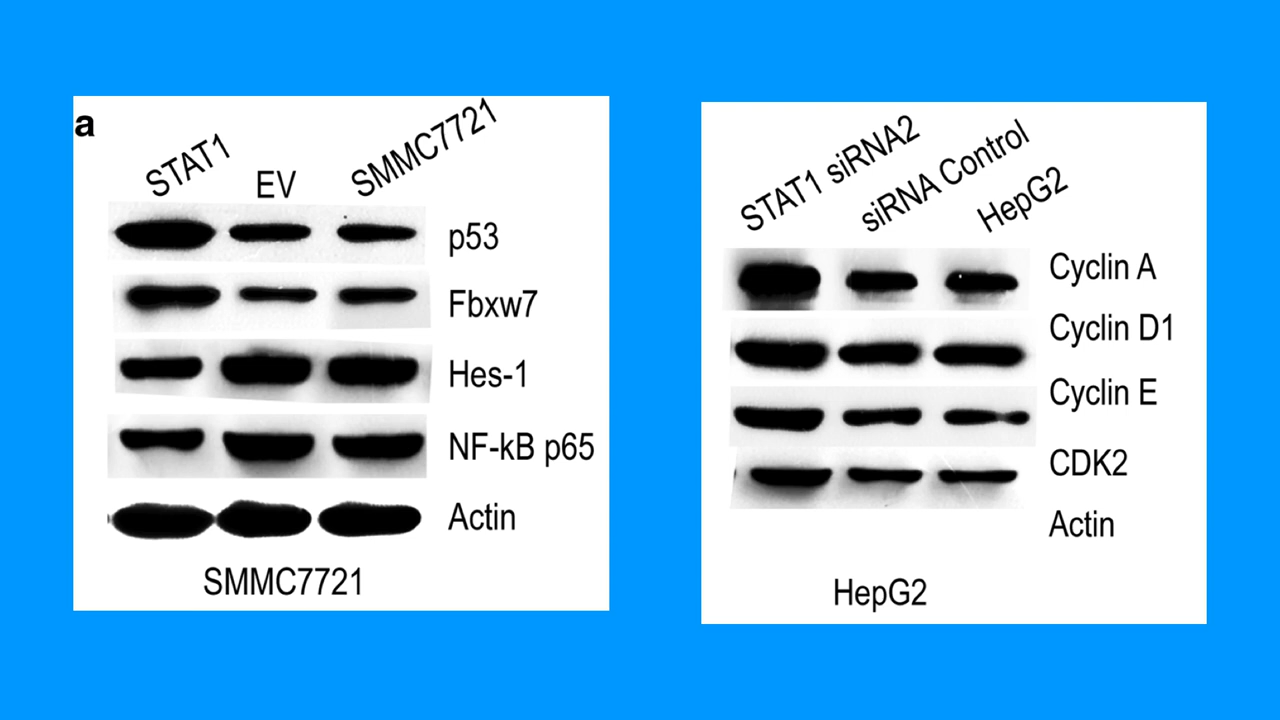 a
STAT1
EV
SMMC7721
p53
Fbxw7
Hes-1
NF-kB p65
Actin
SMMC7721
STAT1 siRNA2
siRNA Control
HepG2
Cyclin A
Cyclin D1
Cyclin E
CDK2
Actin
HepG2